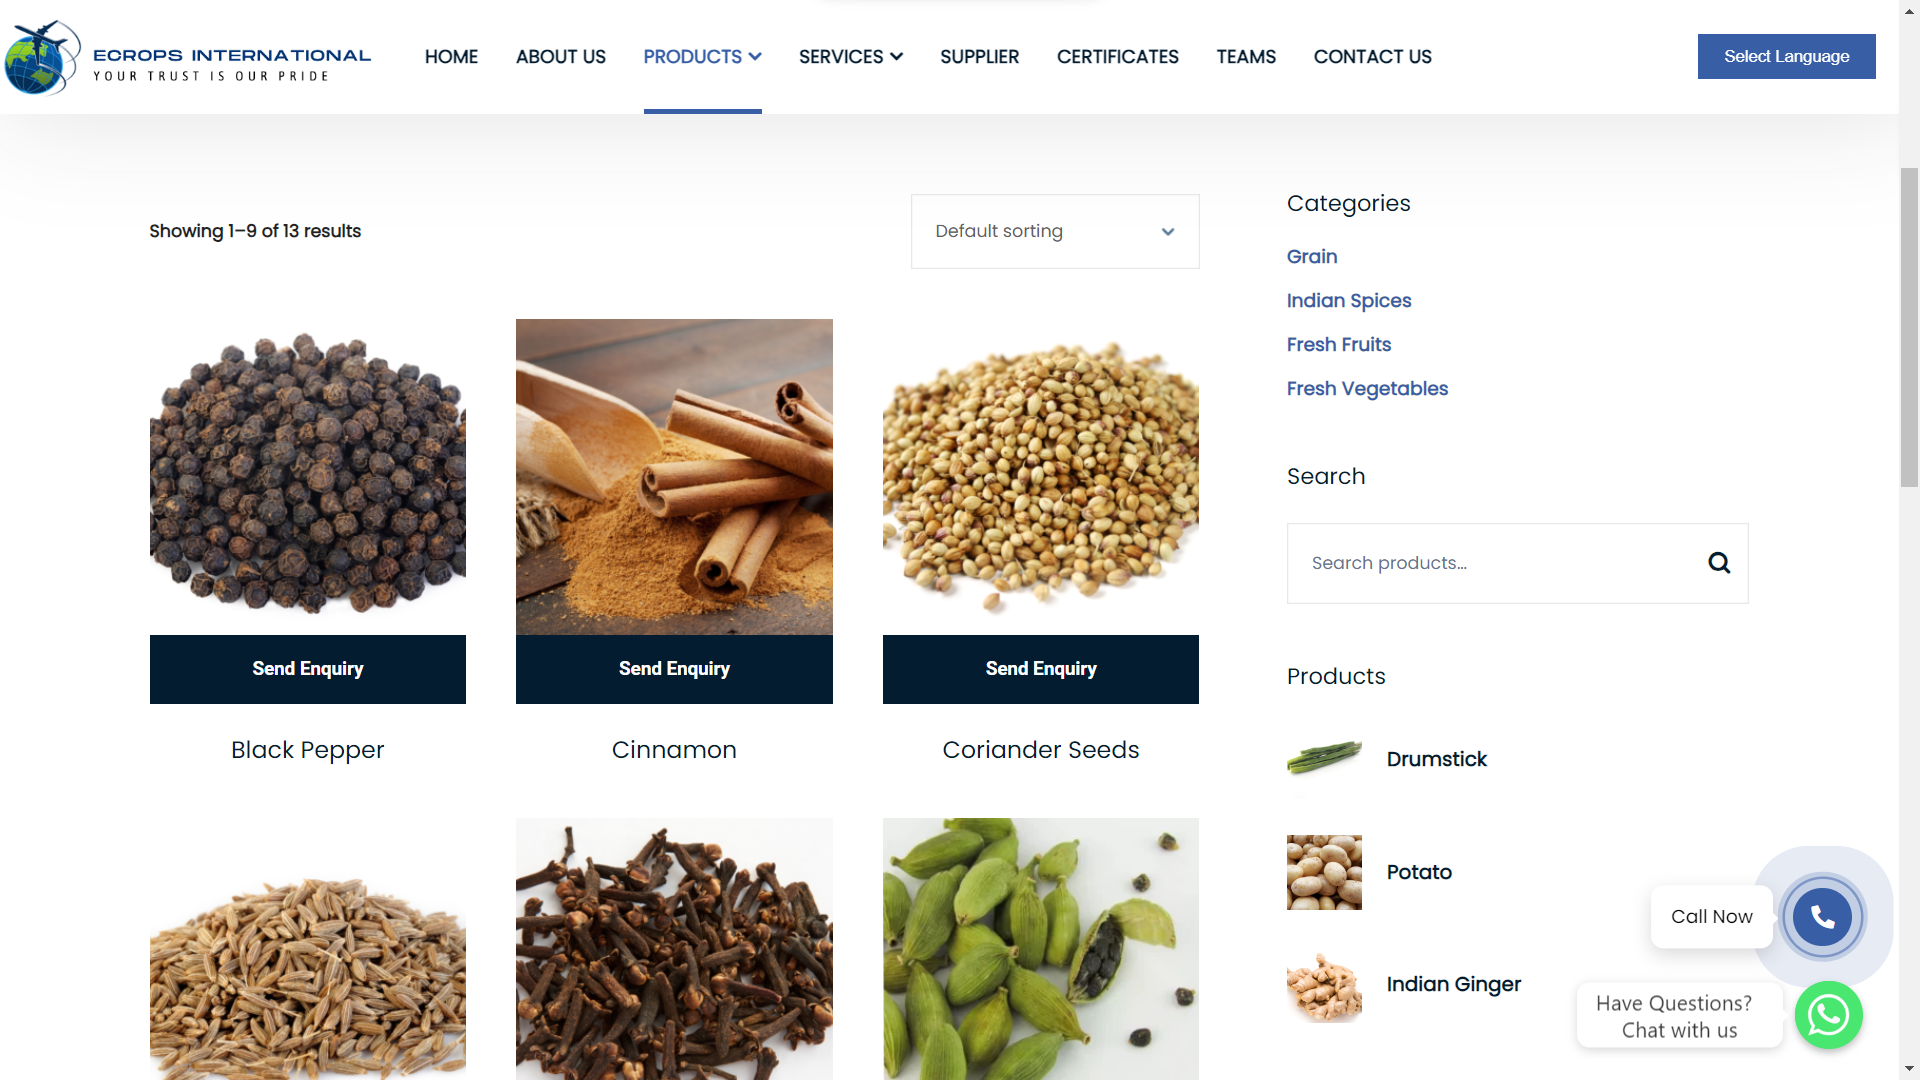 ECROPS INTERNATIONAL
YOUR TRUST IS OUR PRIDE
HOME
ABOUT US
PRODUCTS
SERVICES
SUPPLIER
CERTIFICATES
TEAMS
CONTACT US
Select Language
Showing 1–9 of 13 results
Default sorting
Send Enquiry
Send Enquiry
Send Enquiry
Black Pepper
Cinnamon
Coriander Seeds
Categories
Grain
Indian Spices
Fresh Fruits
Fresh Vegetables
Search
Search products...
Products
Drumstick
Potato
Indian Ginger
Call Now
Have Questions?
Chat with us